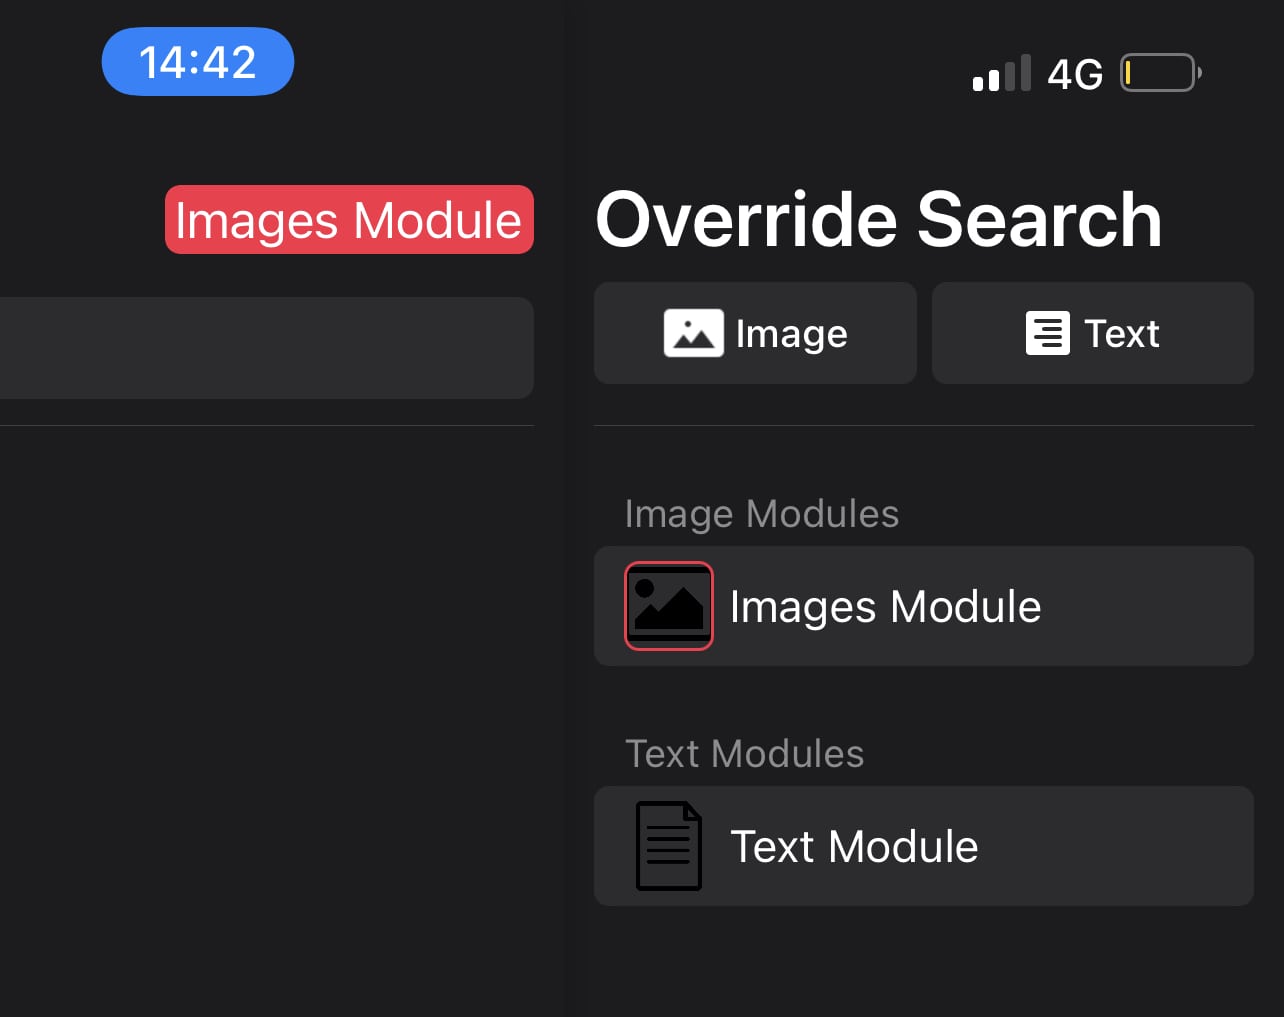 14:42
4G
Images Module
Override Search
Image
Text
Image Modules
Images Module
Text Modules
Text Module